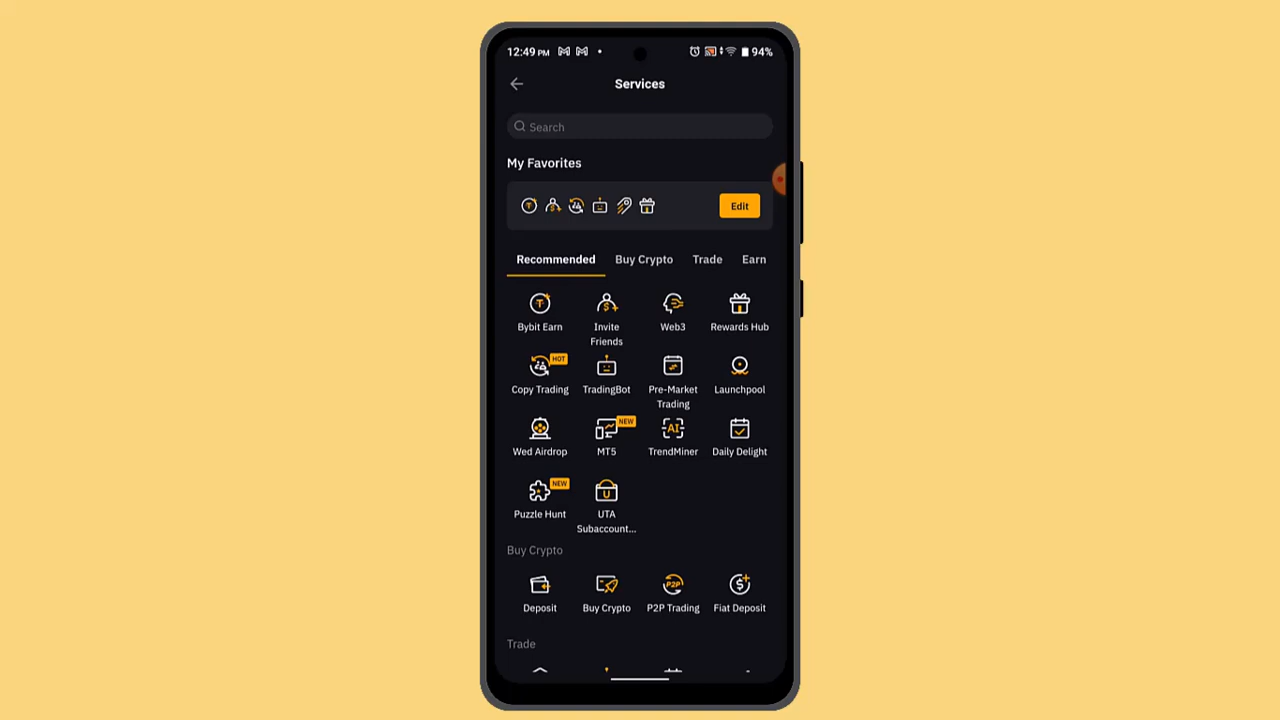 12:49 PM 94%
Services
Search
My Favorites
Edit
Recommended Buy Crypto Trade Earn
Bybit Earn
Invite
Friends
Web3
Rewards Hub
HOT
Copy Trading
TradingBot
Pre-Market
Trading
Launchpool
Wed Airdrop
NEW
MT5
AI
TrendMiner
Daily Delight
NEW
Puzzle Hunt
U
UTA
Subaccount...
Buy Crypto
Deposit
Buy Crypto
P2P
P2P Trading
Fiat Deposit
Trade